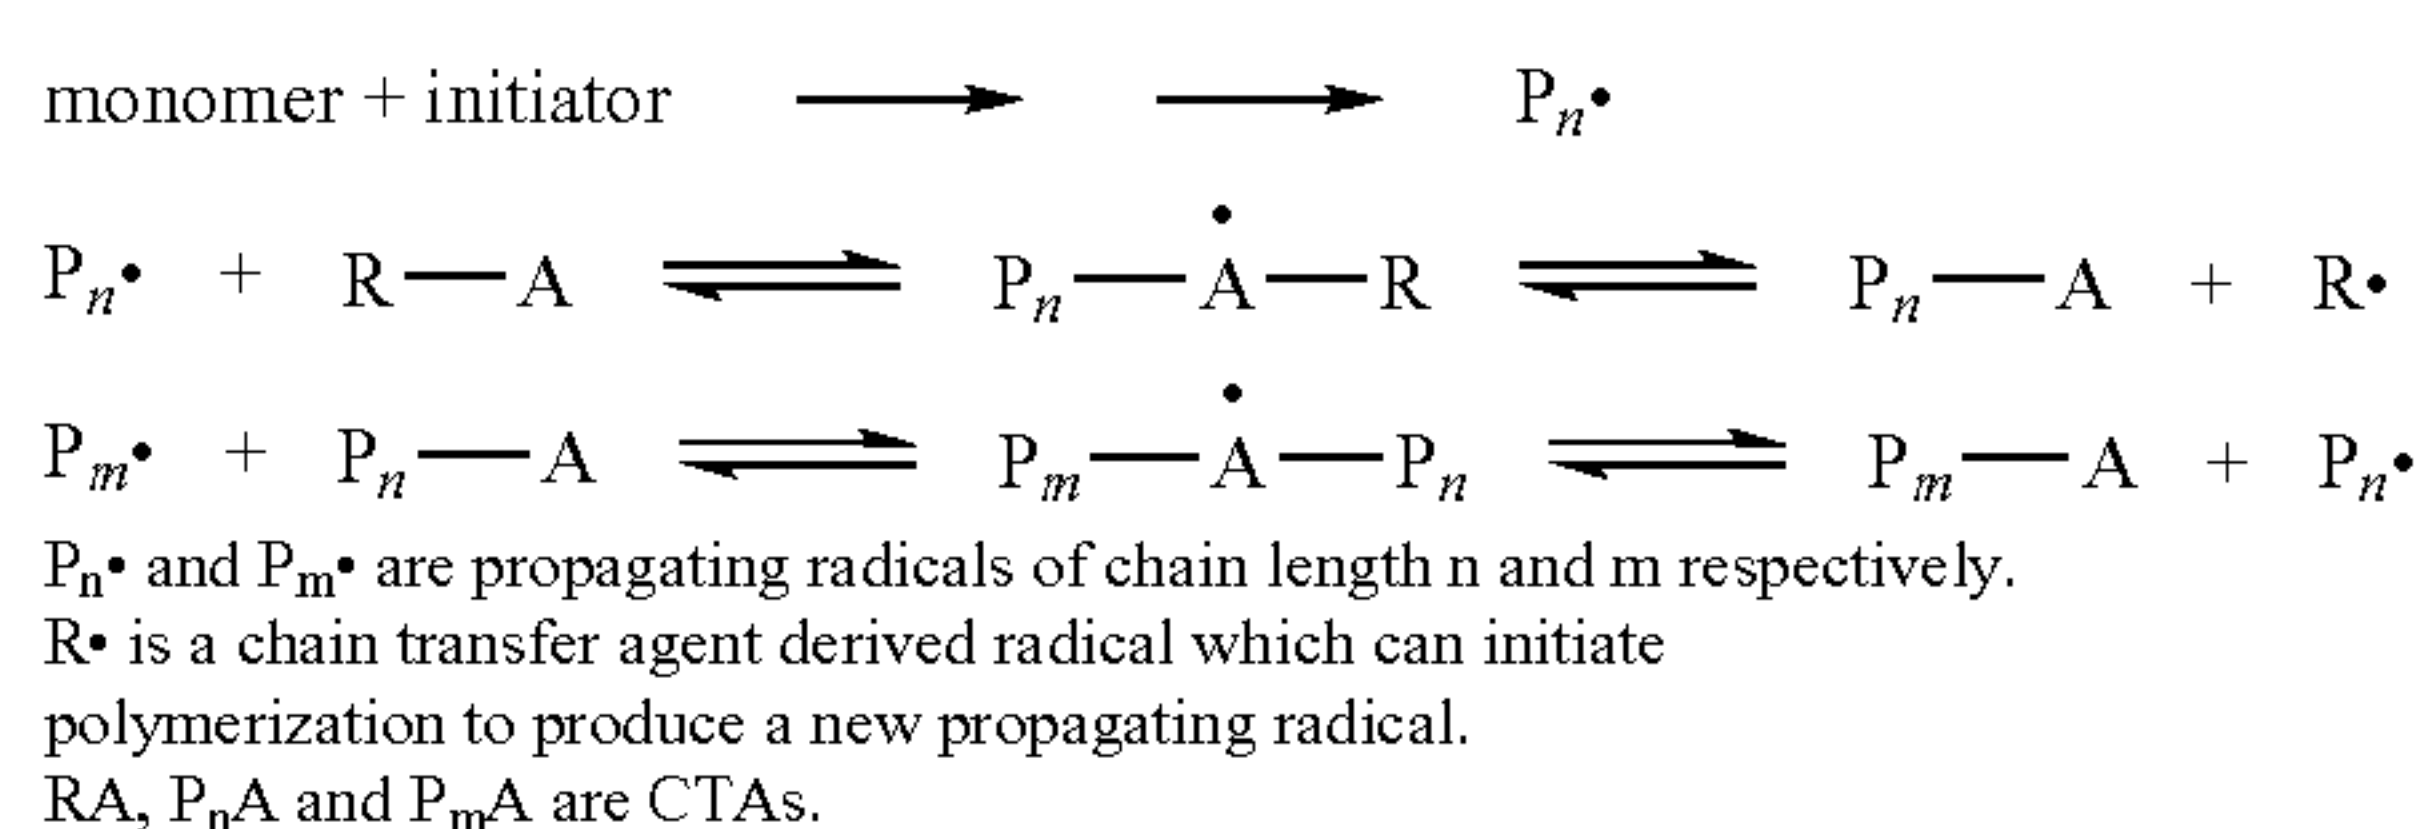 monomer + initiator ⟶ ⟶ Pₙ•
Pₙ• + R—A ⇌ Pₙ—Ȧ—R ⇌ Pₙ—A + R•
Pₘ• + Pₙ—A ⇌ Pₘ—Ȧ—Pₙ ⇌ Pₘ—A + Pₙ•
Pₙ• and Pₘ• are propagating radicals of chain length n and m respectively.
R• is a chain transfer agent derived radical which can initiate
polymerization to produce a new propagating radical.
RA, PₙA and PₘA are CTAs.